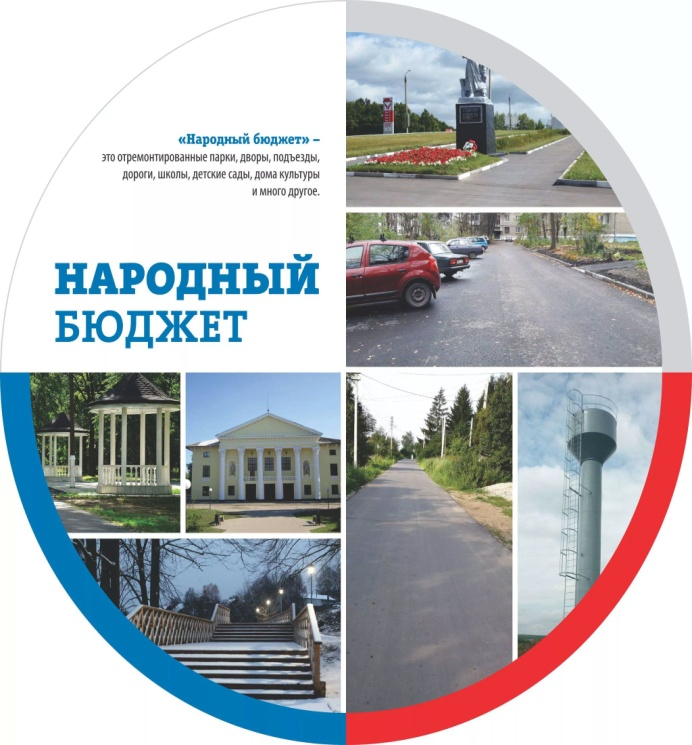 «Народный бюджет» –
это отремонтированные парки, дворы, подъезды,
дороги, школы, детские сады, дома культуры
и много другое.
НАРОДНЫЙ
БЮДЖЕТ